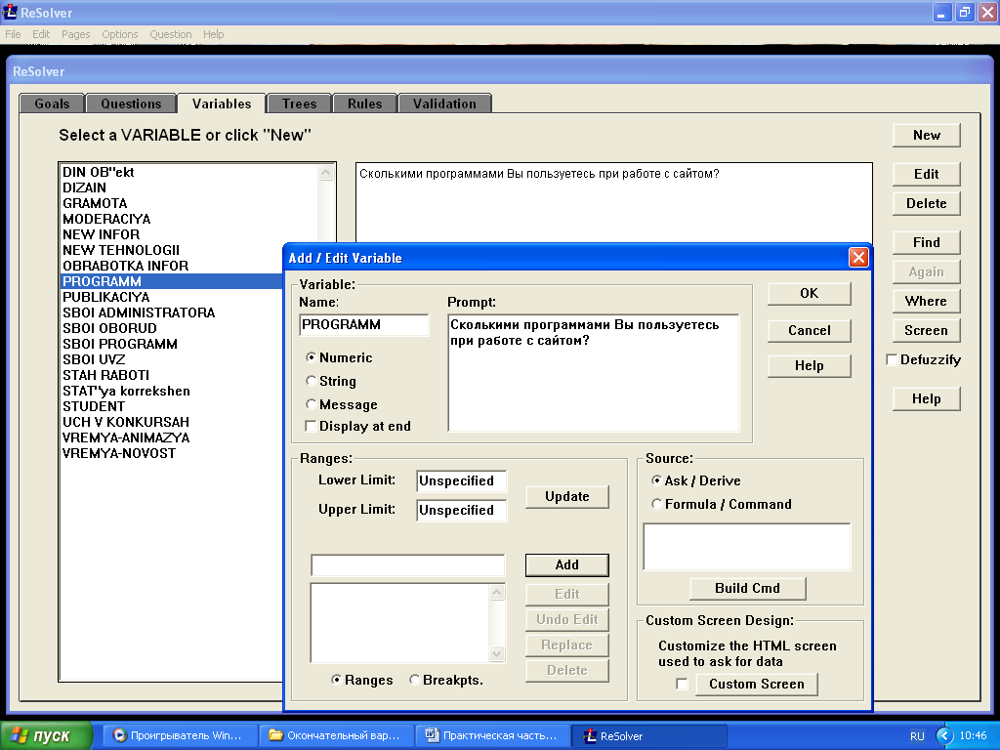 ReSolver
File Edit Pages Options Question Help
ReSolver
Goals Questions Variables Trees Rules Validation
Select a VARIABLE or click "New"
DIN OB"ekt
DIZAIN
GRAMOTA
MODERACIYA
NEW INFOR
NEW TEHNOLOGII
OBRABOTKA INFOR
PROGRAMM
PUBLIKACIYA
SBOI ADMINISTRATORA
SBOI OBORUD
SBOI PROGRAMM
SBOI UVZ
STAH RABOTI
STAT'ya korrekshen
STUDENT
UCH V KONKURSAH
VREMYA-ANIMAZYA
VREMYA-NOVOST
Сколькими программами Вы пользуетесь при работе с сайтом?
New
Edit
Delete
Find
Again
Where
Screen
Defuzzify
Help
Add / Edit Variable
Variable:
Name:
PROGRAMM
Numeric
String
Message
Display at end
Prompt:
Сколькими программами Вы пользуетесь
при работе с сайтом?
OK
Cancel
Help
Ranges:
Lower Limit: Unspecified
Upper Limit: Unspecified
Update
Add
Edit
Undo Edit
Replace
Delete
Ranges Breakpts.
Source:
Ask / Derive
Formula / Command
Build Cmd
Custom Screen Design:
Customize the HTML screen
used to ask for data
Custom Screen
пуск Проигрыватель Win... Окончательный вар... Практическая часть... ReSolver RU 10:46